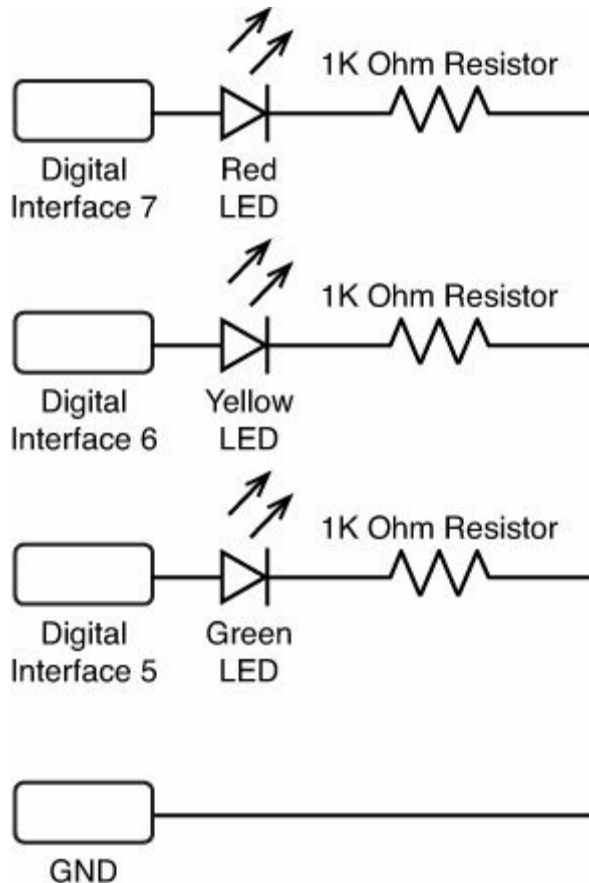 1K Ohm Resistor
Digital
Interface 7
Red
LED
1K Ohm Resistor
Digital
Interface 6
Yellow
LED
1K Ohm Resistor
Digital
Interface 5
Green
LED
GND